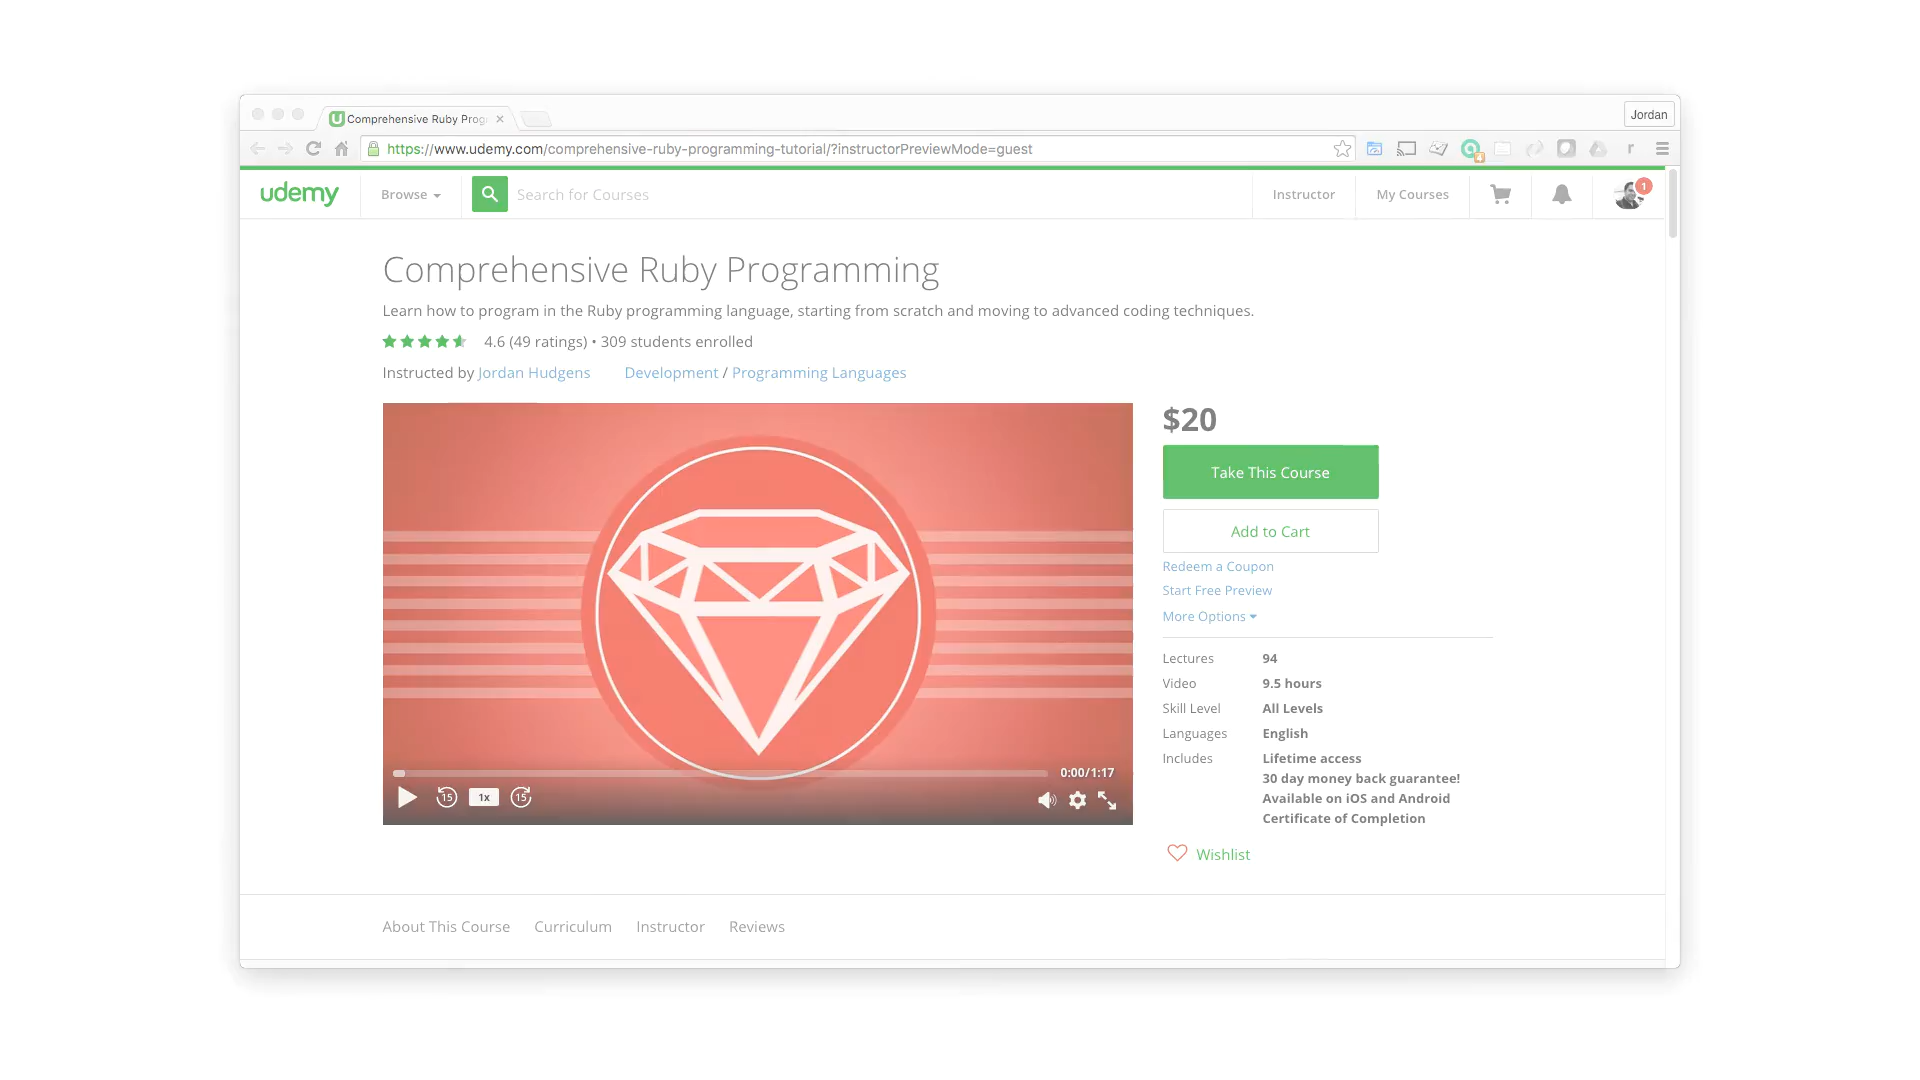 Comprehensive Ruby Prog
Jordan
https://www.udemy.com/comprehensive-ruby-programming-tutorial/?instructorPreviewMode=guest
4
r
udemy
Browse
Search for Courses
Instructor
My Courses
1
Comprehensive Ruby Programming
Learn how to program in the Ruby programming language, starting from scratch and moving to advanced coding techniques.
4.6 (49 ratings) • 309 students enrolled
Instructed by Jordan Hudgens Development / Programming Languages
$20
Take This Course
Add to Cart
Redeem a Coupon
Start Free Preview
More Options
Lectures 94
Video 9.5 hours
Skill Level All Levels
Languages English
Includes Lifetime access
30 day money back guarantee!
Available on iOS and Android
Certificate of Completion
0:00/1:17
15 1x 15
Wishlist
About This Course Curriculum Instructor Reviews